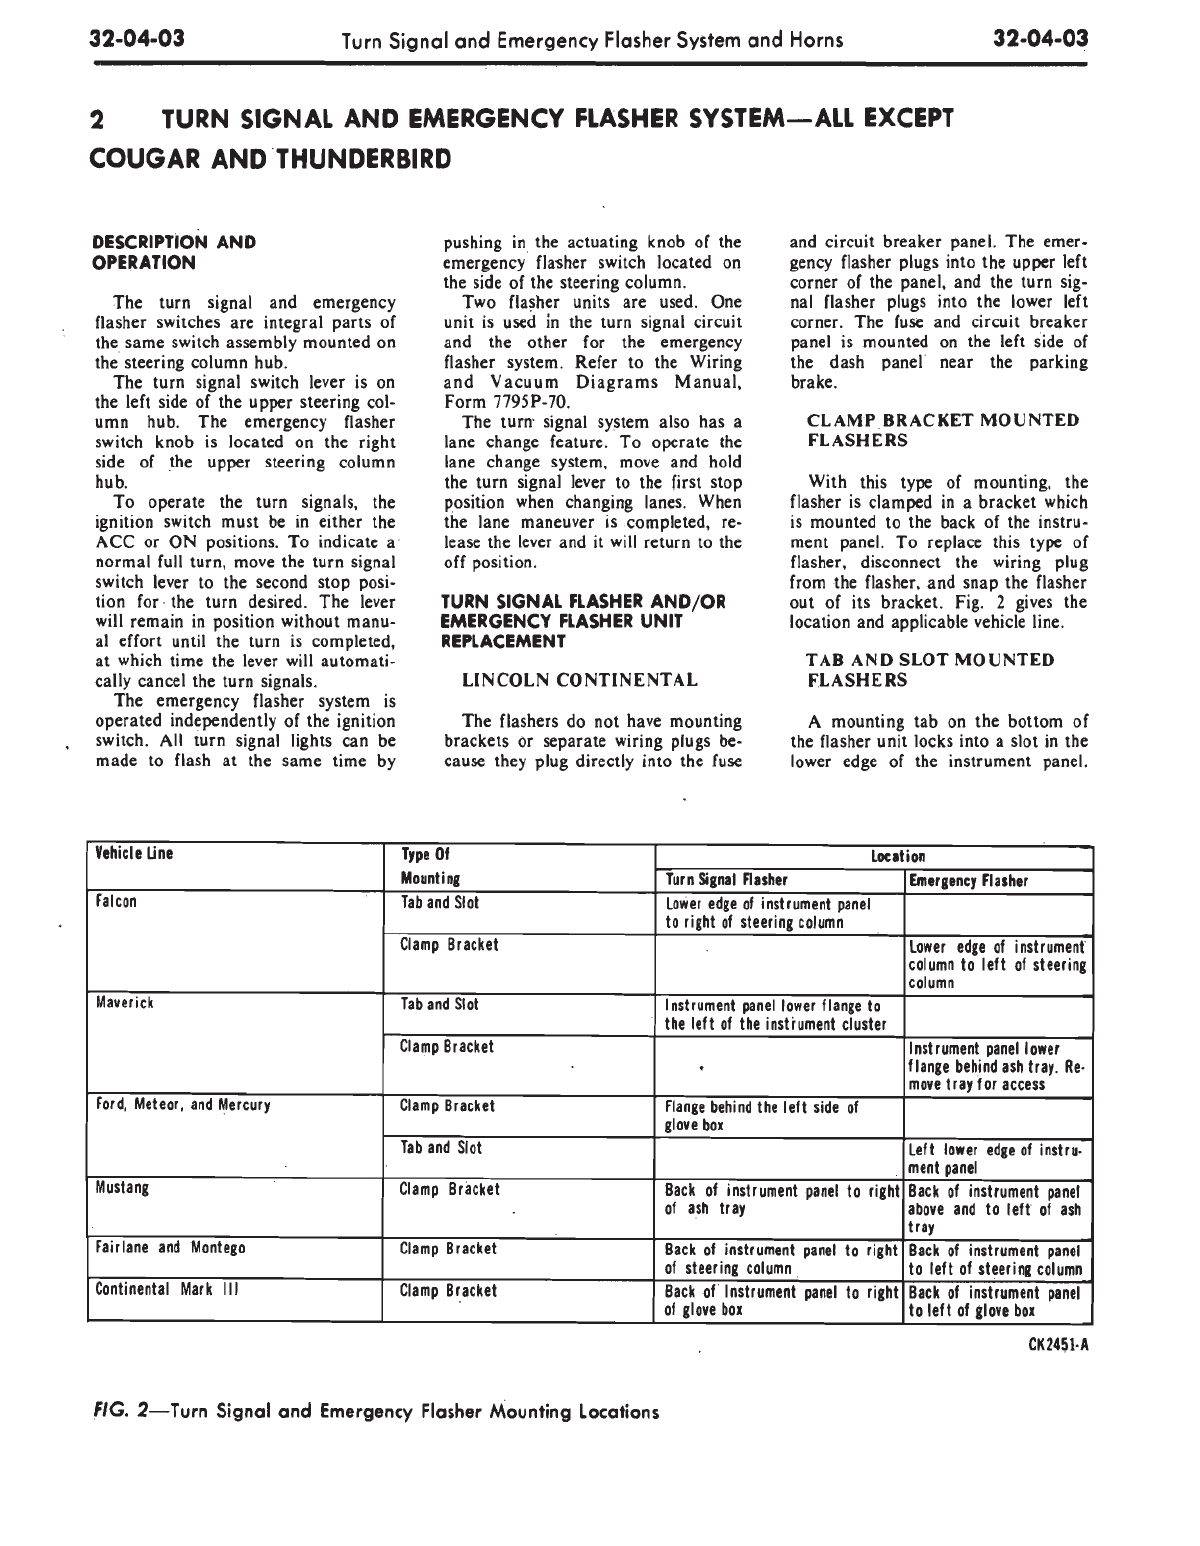 32-04-03 Turn Signal and Emergency Flasher System and Horns 32-04-03
2 TURN SIGNAL AND EMERGENCY FLASHER SYSTEM—ALL EXCEPT
COUGAR AND THUNDERBIRD
DESCRIPTION AND
OPERATION
The turn signal and emergency
flasher switches are integral parts of
the same switch assembly mounted on
the steering column hub.
The turn signal switch lever is on
the left side of the upper steering col-
umn hub. The emergency flasher
switch knob is located on the right
side of the upper steering column
hub.
To operate the turn signals, the
ignition switch must be in either the
ACC or ON positions. To indicate a
normal full turn, move the turn signal
switch lever to the second stop posi-
tion for the turn desired. The lever
will remain in position without manu-
al effort until the turn is completed,
at which time the lever will automati-
cally cancel the turn signals.
The emergency flasher system is
operated independently of the ignition
switch. All turn signal lights can be
made to flash at the same time by
pushing in the actuating knob of the
emergency flasher switch located on
the side of the steering column.
Two flasher units are used. One
unit is used in the turn signal circuit
and the other for the emergency
flasher system. Refer to the Wiring
and Vacuum Diagrams Manual,
Form 7795P-70.
The turn signal system also has a
lane change feature. To operate the
lane change system, move and hold
the turn signal lever to the first stop
position when changing lanes. When
the lane maneuver is completed, re-
lease the lever and it will return to the
off position.
TURN SIGNAL FLASHER AND/OR
EMERGENCY FLASHER UNIT
REPLACEMENT
LINCOLN CONTINENTAL
The flashers do not have mounting
brackets or separate wiring plugs be-
cause they plug directly into the fuse
and circuit breaker panel. The emer-
gency flasher plugs into the upper left
corner of the panel, and the turn sig-
nal flasher plugs into the lower left
corner. The fuse and circuit breaker
panel is mounted on the left side of
the dash panel near the parking
brake.
CLAMP BRACKET MOUNTED
FLASHERS
With this type of mounting, the
flasher is clamped in a bracket which
is mounted to the back of the instru-
ment panel. To replace this type of
flasher, disconnect the wiring plug
from the flasher, and snap the flasher
out of its bracket. Fig. 2 gives the
location and applicable vehicle line.
TAB AND SLOT MOUNTED
FLASHERS
A mounting tab on the bottom of
the flasher unit locks into a slot in the
lower edge of the instrument panel.
Vehicle Line Type Of Location
Mounting Turn Signal Flasher Emergency Flasher
Falcon Tab and Slot Lower edge of instrument panel
to right of steering column
Clamp Bracket Lower edge of instrument
column to left of steering
column
Maverick Tab and Slot Instrument panel lower flange to
the left of the instrument cluster
Clamp Bracket Instrument panel lower
flange behind ash tray. Re-
move tray for access
Ford, Meteor, and Mercury Clamp Bracket Flange behind the left side of
glove box
Tab and Slot Left lower edge of instru-
ment panel
Mustang Clamp Bracket Back of instrument panel to right Back of instrument panel
of ash tray above and to left of ash
tray
Fairlane and Montego Clamp Bracket Back of instrument panel to right Back of instrument panel
of steering column to left of steering column
Continental Mark III Clamp Bracket Back of Instrument panel to right Back of instrument panel
of glove box to left of glove box
CK2451-A
FIG. 2—Turn Signal and Emergency Flasher Mounting Locations